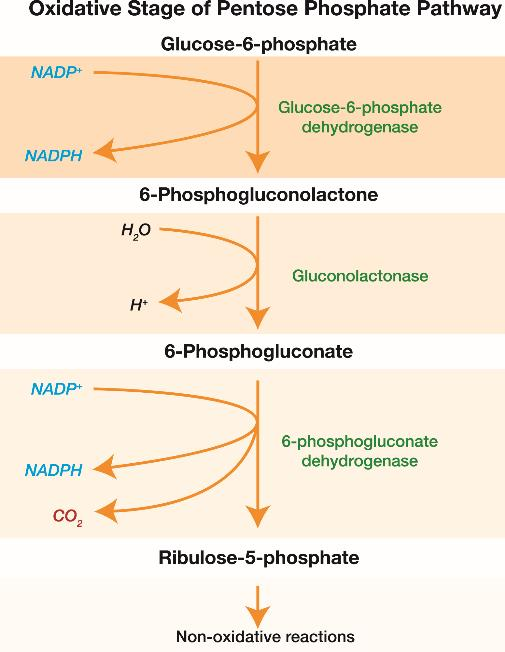 Oxidative Stage of Pentose Phosphate Pathway
Glucose-6-phosphate
NADP⁺
Glucose-6-phosphate
dehydrogenase
NADPH
6-Phosphogluconolactone
H₂O
Gluconolactonase
H⁺
6-Phosphogluconate
NADP⁺
6-phosphogluconate
dehydrogenase
NADPH
CO₂
Ribulose-5-phosphate
Non-oxidative reactions